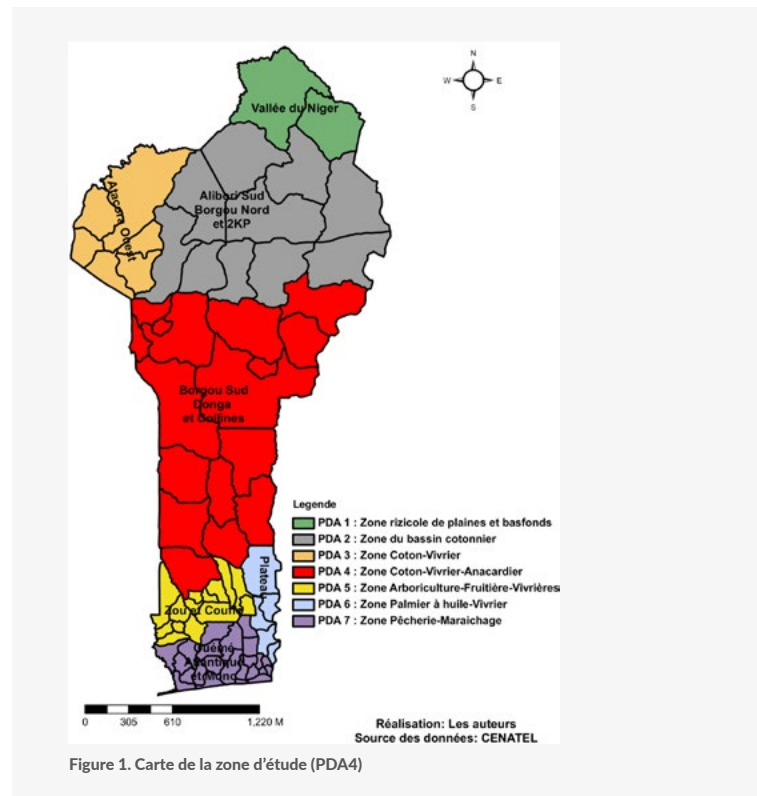 N
W E
S
Vallée du Niger
Atacora Ouest
Alibori Sud
Borgou Nord
et 2KP
Borgou Sud
Donga
et Collines
Legende
PDA 1 : Zone rizicole de plaines et basfonds
PDA 2 : Zone du bassin cotonnier
PDA 3 : Zone Coton-Vivrier
PDA 4 : Zone Coton-Vivrier-Anacardier
PDA 5 : Zone Arboriculture-Fruitière-Vivrières
PDA 6 : Zone Palmier à huile-Vivrier
PDA 7 : Zone Pêcherie-Maraichage
Plateau
Zou et Couffo
Ouémé
Atlantique
et Mono
0 305 610 1,220 M
Réalisation: Les auteurs
Source des données: CENATEL
Figure 1. Carte de la zone d'étude (PDA4)